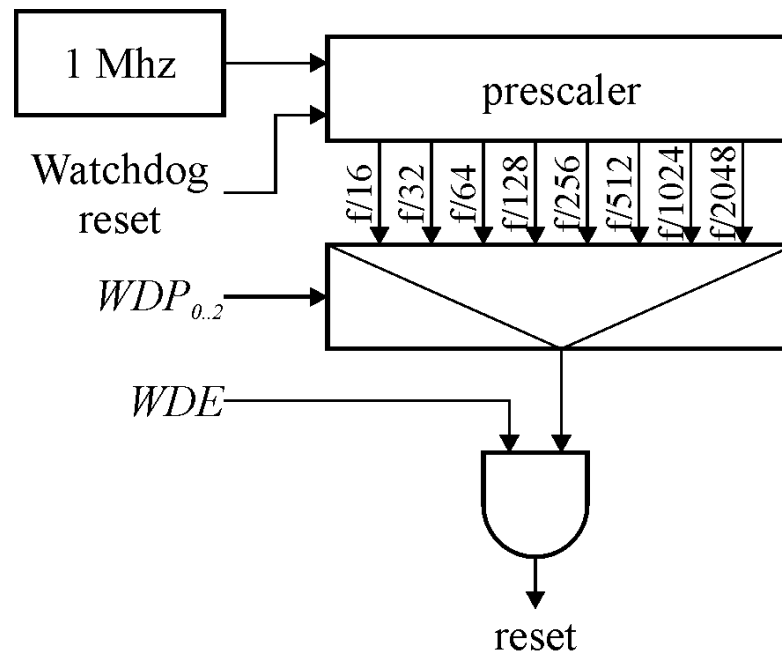 1 Mhz
prescaler
Watchdog
reset
f/16
f/32
f/64
f/128
f/256
f/512
f/1024
f/2048
WDP0..2
WDE
reset